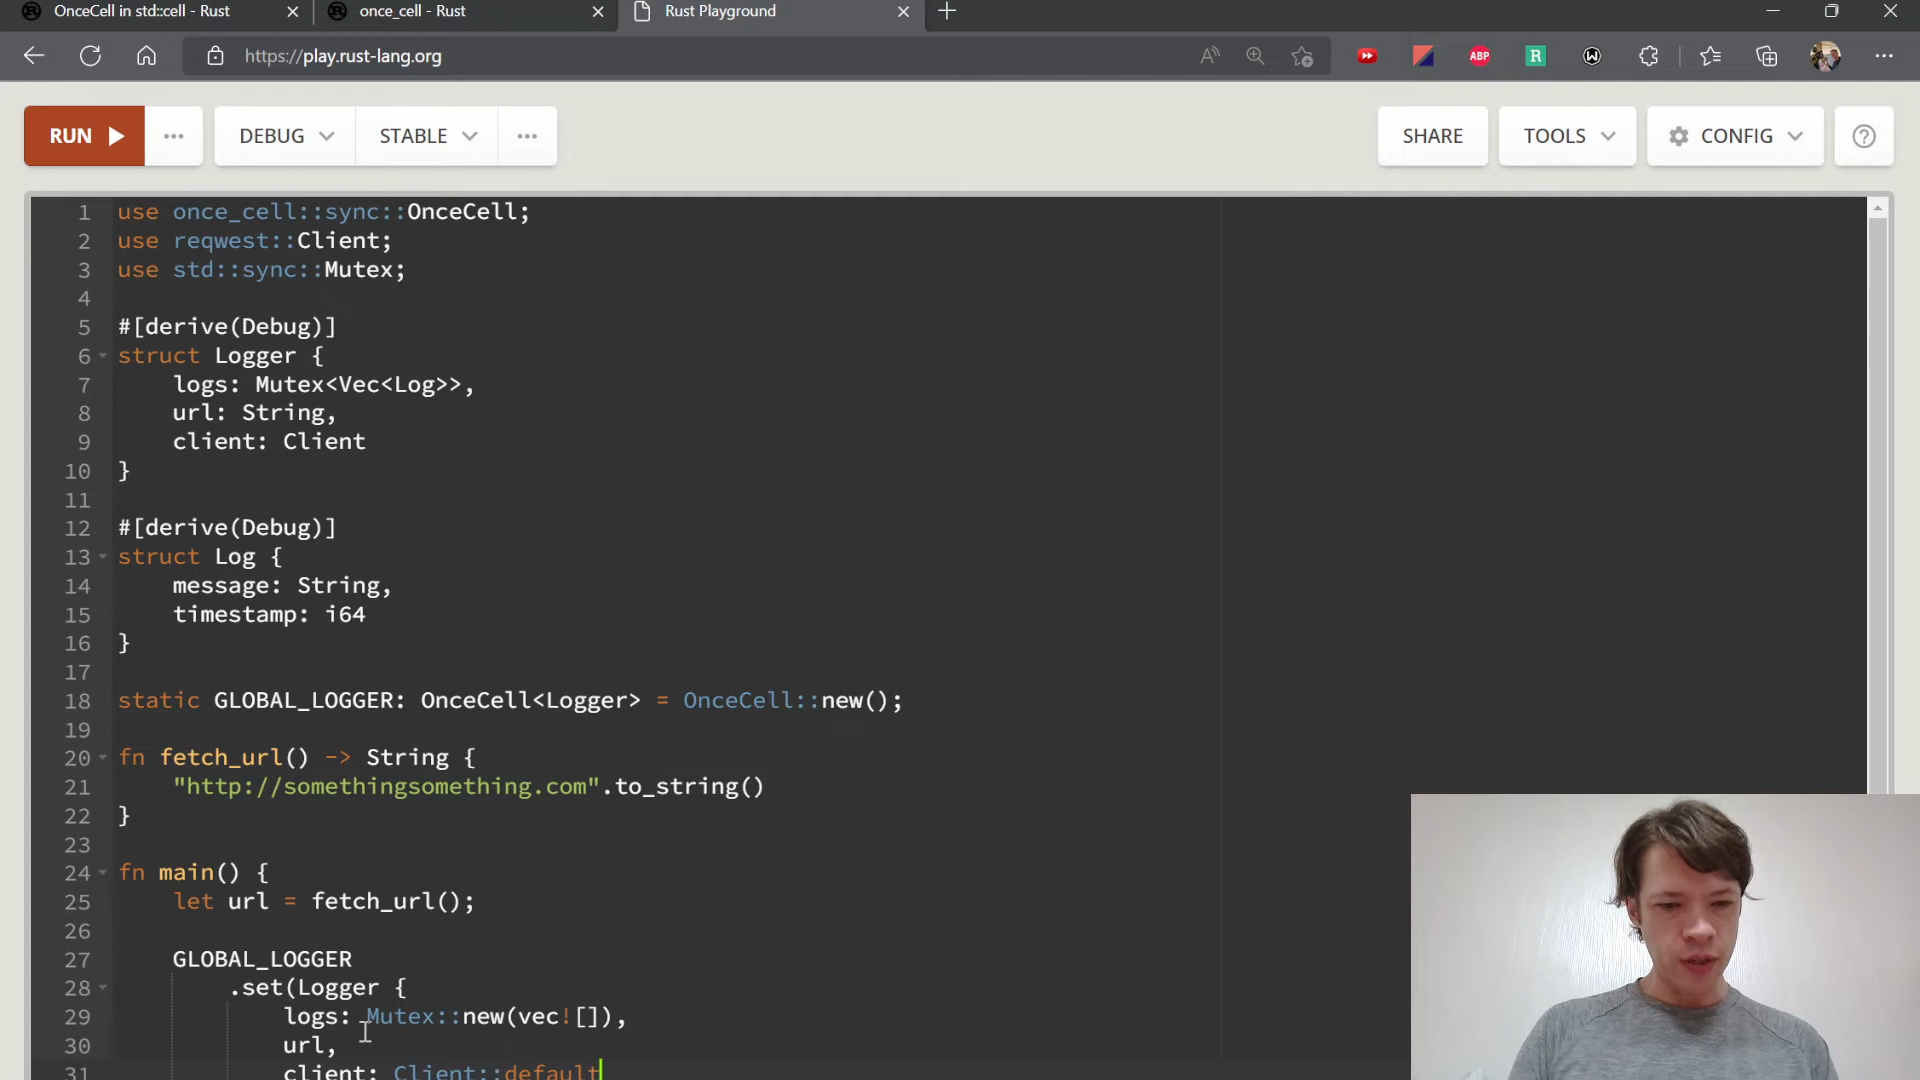 OnceCell in std::cell - Rust
once_cell - Rust
Rust Playground
https://play.rust-lang.org
A
ABP
R
W
RUN
DEBUG
STABLE
SHARE
TOOLS
CONFIG
?
1 use once_cell::sync::OnceCell;
2 use reqwest::Client;
3 use std::sync::Mutex;
4
5 #[derive(Debug)]
6 struct Logger {
7 logs: Mutex<Vec<Log>>,
8 url: String,
9 client: Client
10 }
11
12 #[derive(Debug)]
13 struct Log {
14 message: String,
15 timestamp: i64
16 }
17
18 static GLOBAL_LOGGER: OnceCell<Logger> = OnceCell::new();
19
20 fn fetch_url() -> String {
21 "http://somethingsomething.com".to_string()
22 }
23
24 fn main() {
25 let url = fetch_url();
26
27 GLOBAL_LOGGER
28 .set(Logger {
29 logs: Mutex::new(vec![]),
30 url,
31 client: Client::default